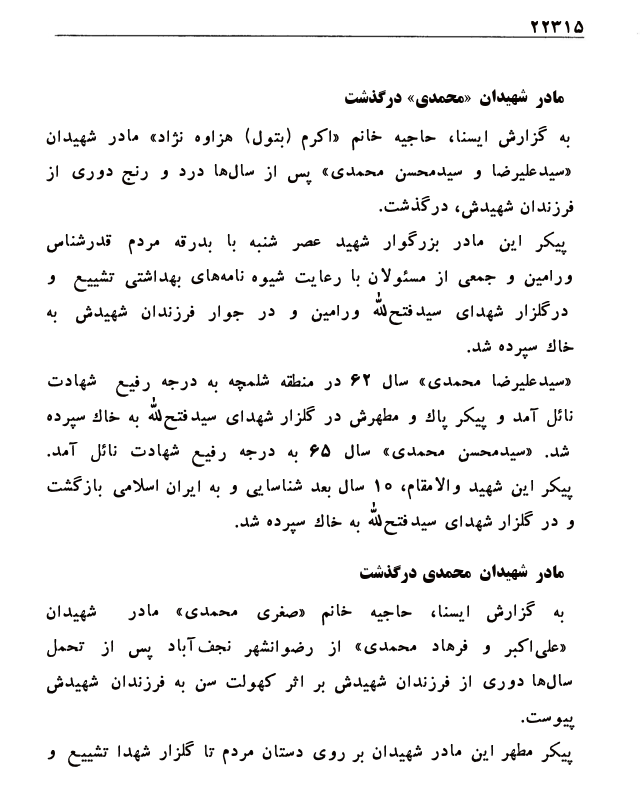 ۲۲۳۱۵
مادر شهیدان «محمدی» درگذشت
به گزارش ایسنا، حاجیه خانم «اکرم (بتول) هزاوه نژاد» مادر شهیدان
«سیدعلیرضا و سیدمحسن محمدی» پس از سال‌ها درد و رنج دوری از
فرزندان شهیدش، درگذشت.
پیکر این مادر بزرگوار شهید عصر شنبه با بدرقه مردم قدرشناس
ورامین و جمعی از مسئولان با رعایت شیوه نامه‌های بهداشتی تشییع و
درگلزار شهدای سیدفتح‌الله ورامین و در جوار فرزندان شهیدش به
خاك سپرده شد.
«سیدعلیرضا محمدی» سال ۶۲ در منطقه شلمچه به درجه رفیع شهادت
نائل آمد و پیکر پاك و مطهرش در گلزار شهدای سیدفتح‌الله به خاك سپرده
شد. «سیدمحسن محمدی» سال ۶۵ به درجه رفیع شهادت نائل آمد.
پیکر این شهید والامقام، ۱۰ سال بعد شناسایی و به ایران اسلامی بازگشت
و در گلزار شهدای سیدفتح‌الله به خاك سپرده شد.
مادر شهیدان محمدی درگذشت
به گزارش ایسنا، حاجیه خانم «صغری محمدی» مادر شهیدان
«علی‌اکبر و فرهاد محمدی» از رضوانشهر نجف‌آباد پس از تحمل
سال‌ها دوری از فرزندان شهیدش بر اثر کهولت سن به فرزندان شهیدش
پیوست.
پیکر مطهر این مادر شهیدان بر روی دستان مردم تا گلزار شهدا تشییع و